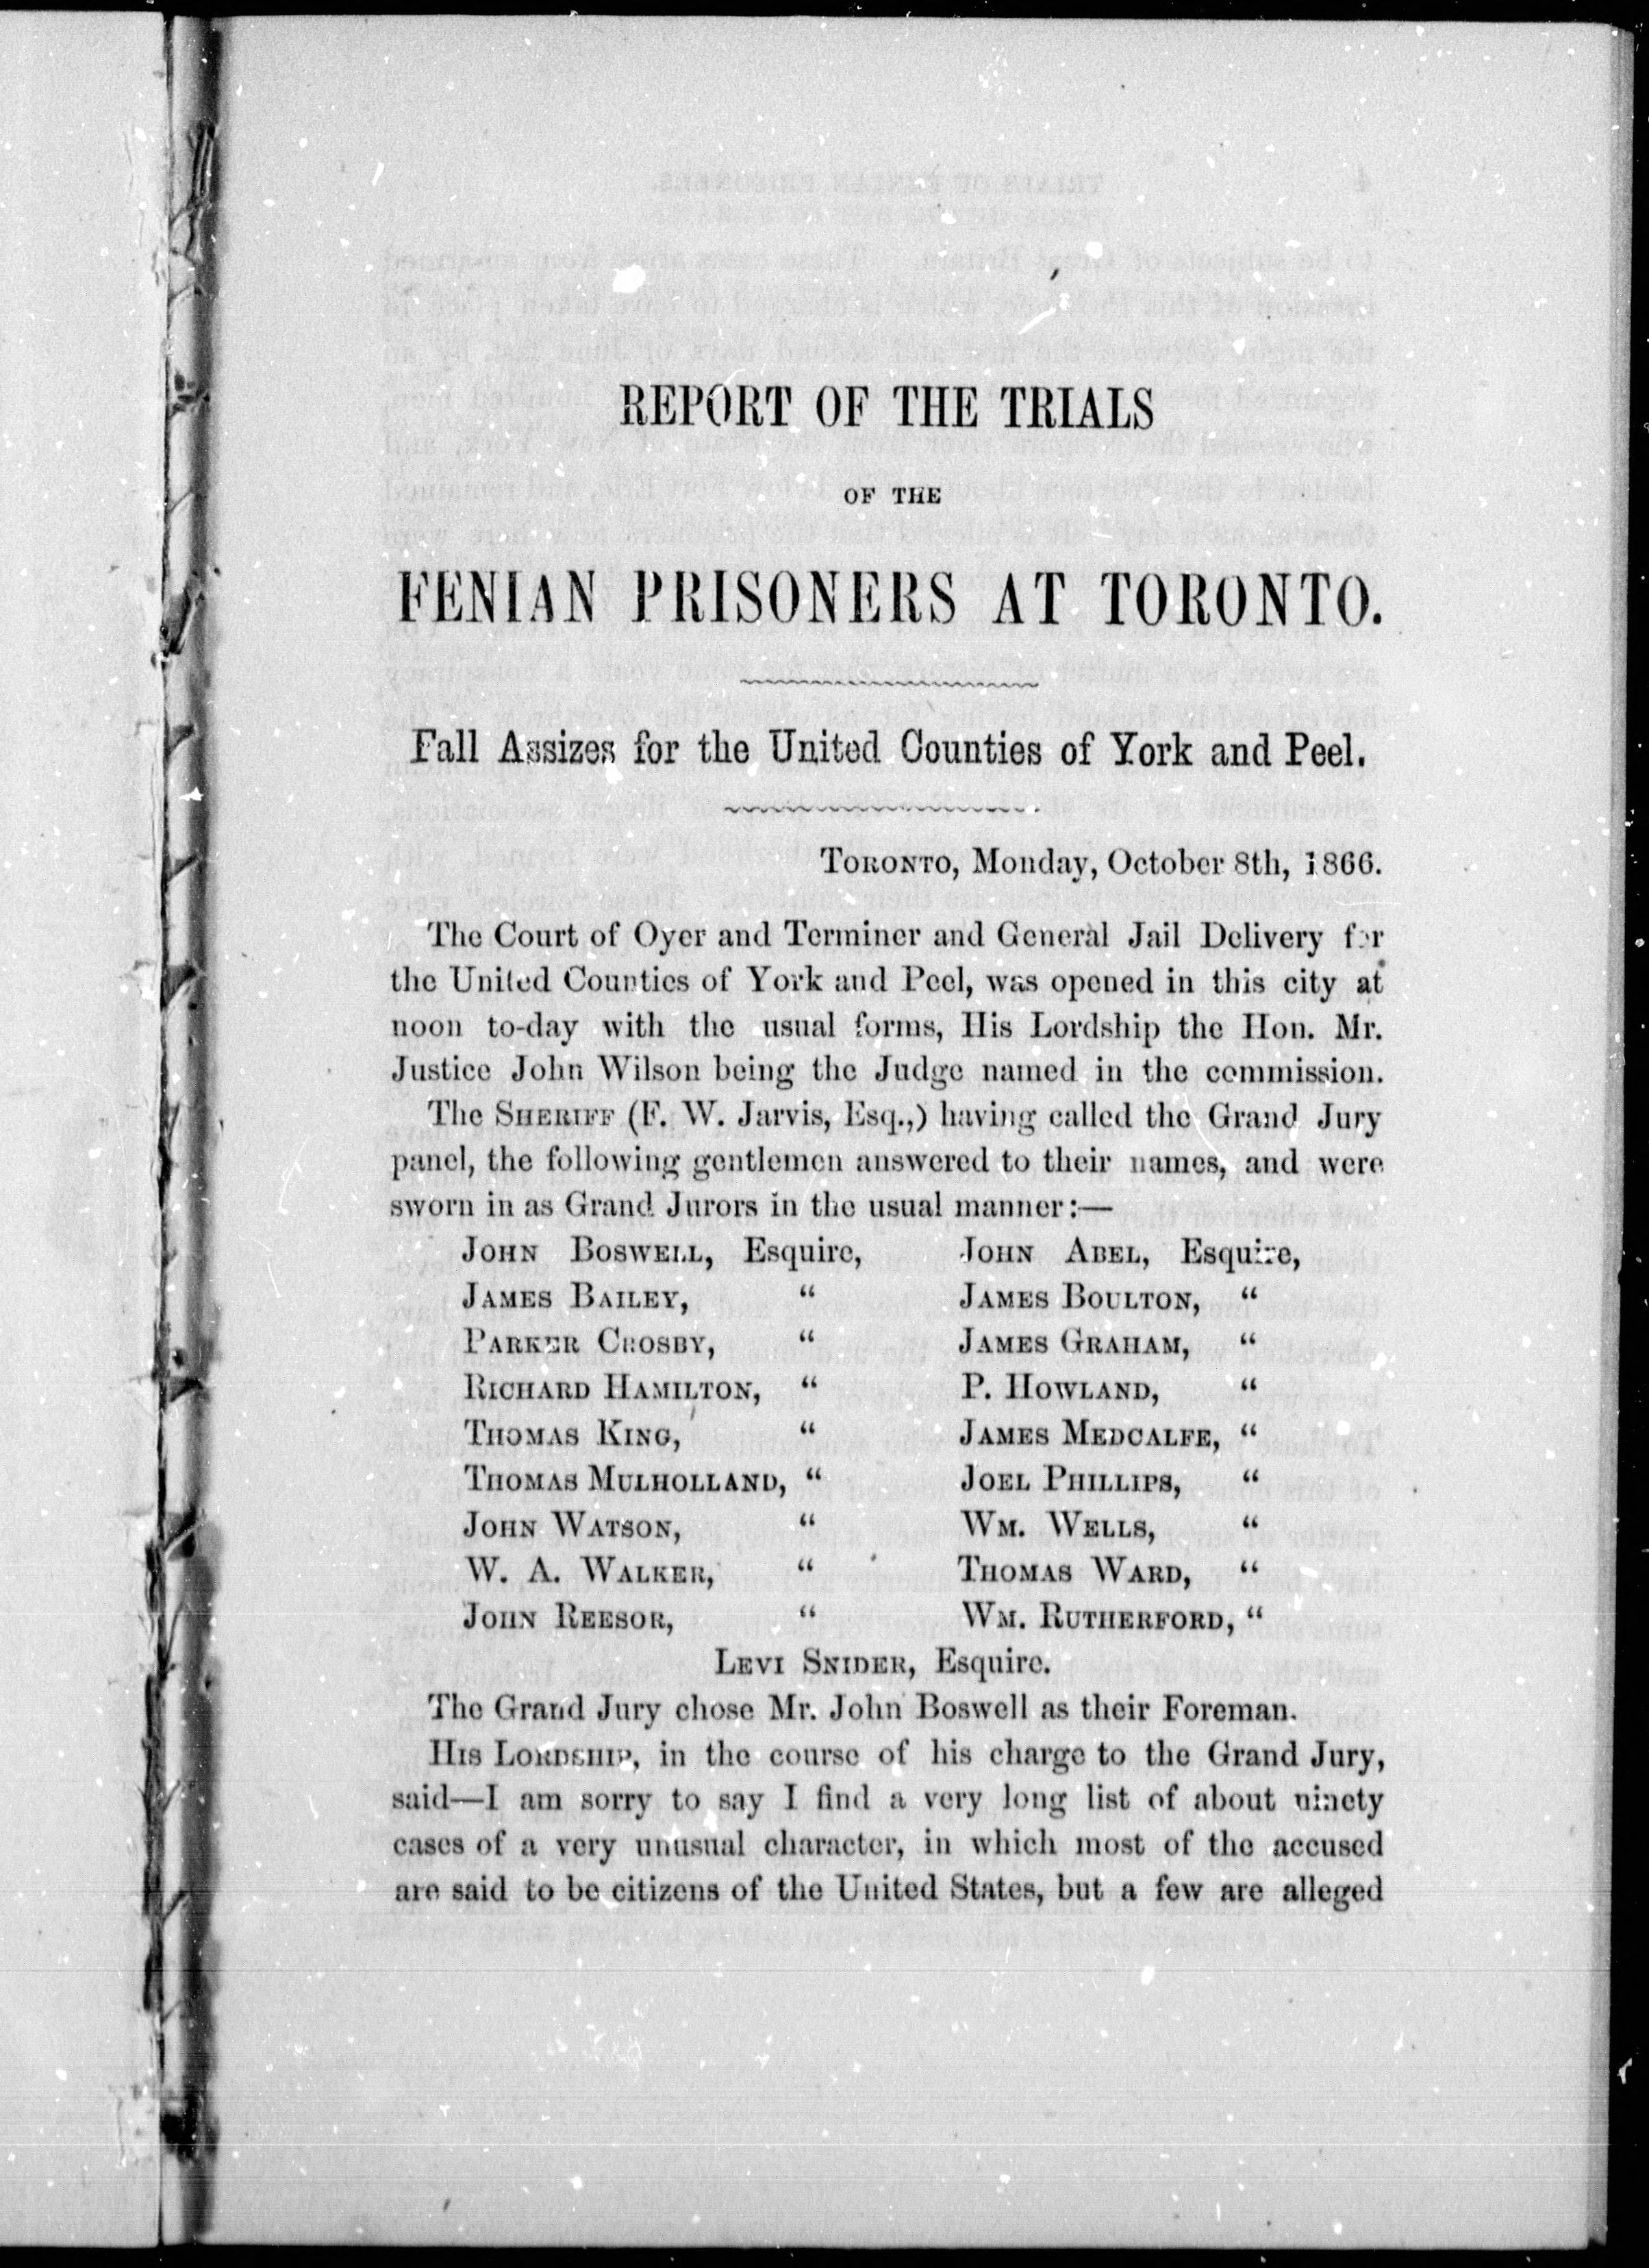 REPORT OF THE TRIALS
OF THE
FENIAN PRISONERS AT TORONTO.
Fall Assizes for the United Counties of York and Peel.
TORONTO, Monday, October 8th, 1866.
The Court of Oyer and Terminer and General Jail Delivery for
the United Counties of York and Peel, was opened in this city at
noon to-day with the usual forms, His Lordship the Hon. Mr.
Justice John Wilson being the Judge named in the commission.
The SHERIFF (F. W. Jarvis, Esq.,) having called the Grand Jury
panel, the following gentlemen answered to their names, and were
sworn in as Grand Jurors in the usual manner:—
JOHN BOSWELL, Esquire, JOHN ABEL, Esquire,
JAMES BAILEY, “ JAMES BOULTON, “
PARKER CROSBY, “ JAMES GRAHAM, “
RICHARD HAMILTON, “ P. HOWLAND, “
THOMAS KING, “ JAMES MEDCALFE, “
THOMAS MULHOLLAND, “ JOEL PHILLIPS, “
JOHN WATSON, “ WM. WELLS, “
W. A. WALKER, “ THOMAS WARD, “
JOHN REESOR, “ WM. RUTHERFORD, “
LEVI SNIDER, Esquire.
The Grand Jury chose Mr. John Boswell as their Foreman.
HIS LORDSHIP, in the course of his charge to the Grand Jury,
said—I am sorry to say I find a very long list of about ninety
cases of a very unusual character, in which most of the accused
are said to be citizens of the United States, but a few are alleged